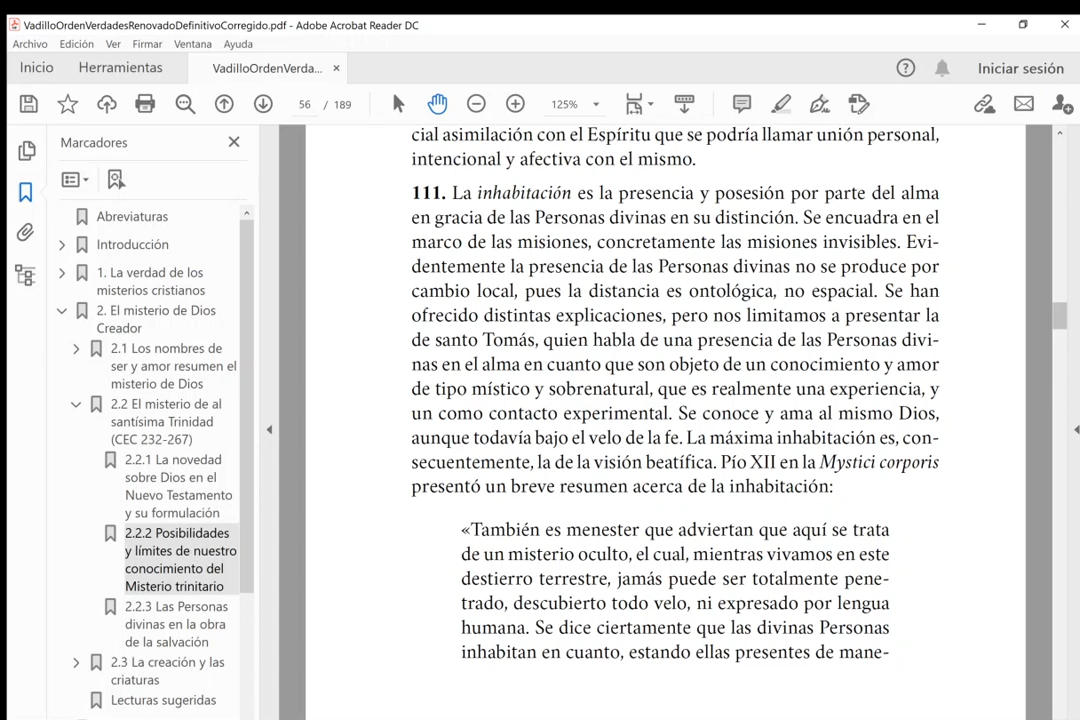 VadilloOrdenVerdadesRenovadoDefinitivoCorregido.pdf - Adobe Acrobat Reader DC
Archivo Edición Ver Firmar Ventana Ayuda
Inicio Herramientas VadilloOrdenVerda... × Iniciar sesión
56 / 189 125%
Marcadores
Abreviaturas
Introducción
1. La verdad de los
misterios cristianos
2. El misterio de Dios
Creador
2.1 Los nombres de
ser y amor resumen el
misterio de Dios
2.2 El misterio de al
santísima Trinidad
(CEC 232-267)
2.2.1 La novedad
sobre Dios en el
Nuevo Testamento
y su formulación
2.2.2 Posibilidades
y límites de nuestro
conocimiento del
Misterio trinitario
2.2.3 Las Personas
divinas en la obra
de la salvación
2.3 La creación y las
criaturas
Lecturas sugeridas
cial asimilación con el Espíritu que se podría llamar unión personal,
intencional y afectiva con el mismo.
111. La inhabitación es la presencia y posesión por parte del alma
en gracia de las Personas divinas en su distinción. Se encuadra en el
marco de las misiones, concretamente las misiones invisibles. Evi-
dentemente la presencia de las Personas divinas no se produce por
cambio local, pues la distancia es ontológica, no espacial. Se han
ofrecido distintas explicaciones, pero nos limitamos a presentar la
de santo Tomás, quien habla de una presencia de las Personas divi-
nas en el alma en cuanto que son objeto de un conocimiento y amor
de tipo místico y sobrenatural, que es realmente una experiencia, y
un como contacto experimental. Se conoce y ama al mismo Dios,
aunque todavía bajo el velo de la fe. La máxima inhabitación es, con-
secuentemente, la de la visión beatífica. Pío XII en la Mystici corporis
presentó un breve resumen acerca de la inhabitación:
«También es menester que adviertan que aquí se trata
de un misterio oculto, el cual, mientras vivamos en este
destierro terrestre, jamás puede ser totalmente pene-
trado, descubierto todo velo, ni expresado por lengua
humana. Se dice ciertamente que las divinas Personas
inhabitan en cuanto, estando ellas presentes de mane-